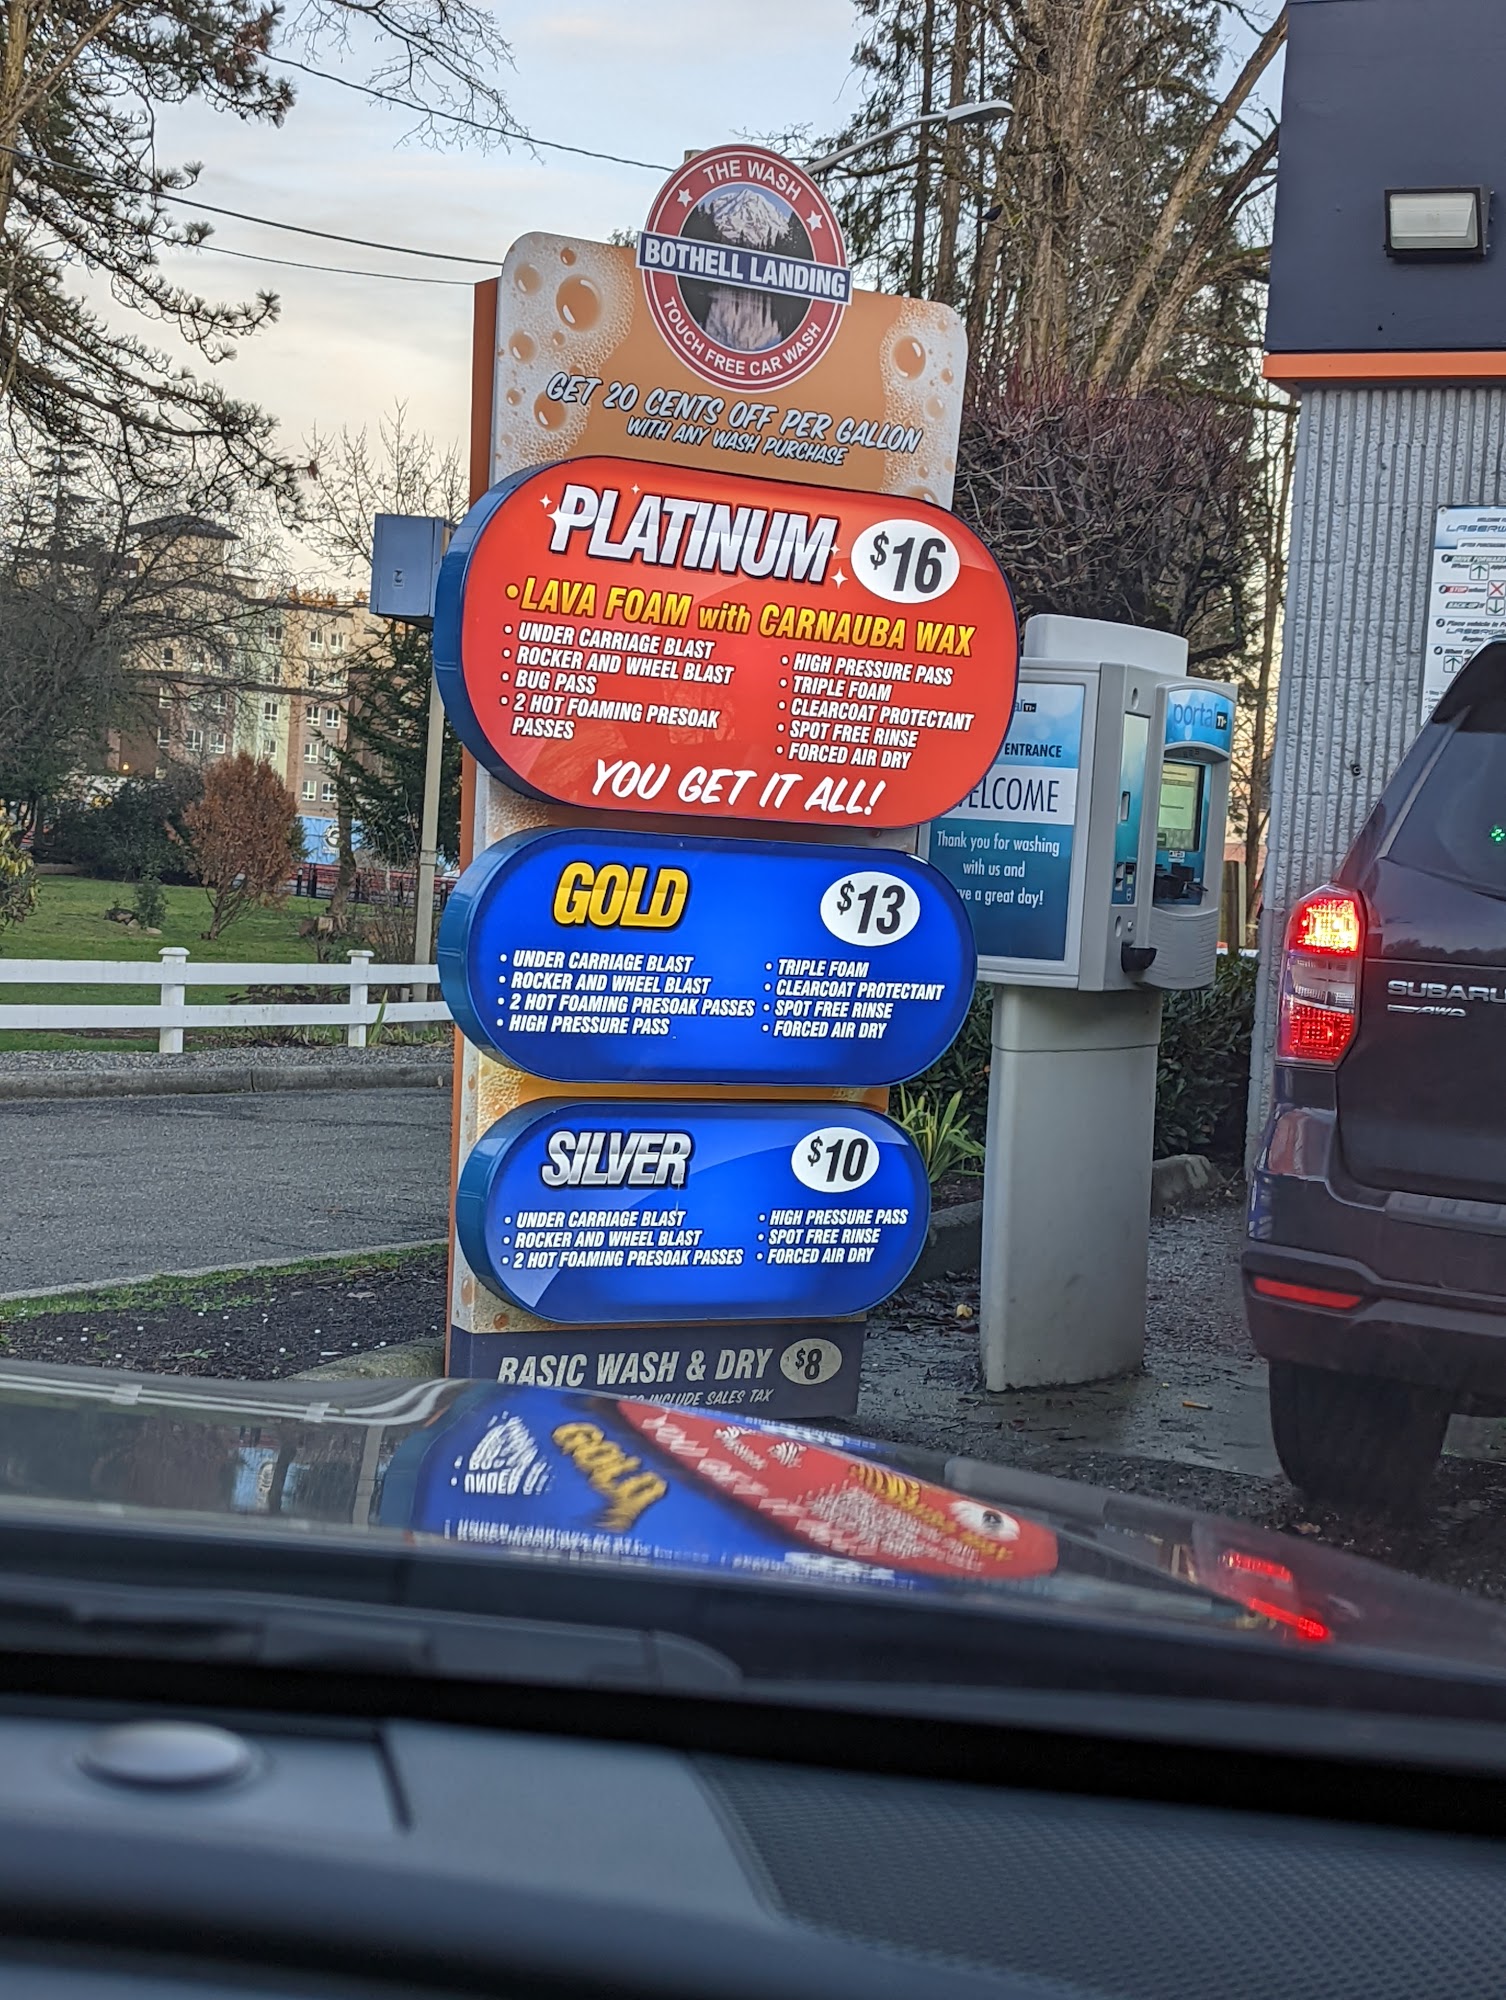 THE WASH
BOTHELL LANDING
TOUCH FREE CAR WASH
GET 20 CENTS OFF PER GALLON
WITH ANY WASH PURCHASE
PLATINUM $16
• LAVA FOAM with CARNAUBA WAX
• UNDER CARRIAGE BLAST
• ROCKER AND WHEEL BLAST
• BUG PASS
• 2 HOT FOAMING PRESOAK
PASSES
• HIGH PRESSURE PASS
• TRIPLE FOAM
• CLEARCOAT PROTECTANT
• SPOT FREE RINSE
• FORCED AIR DRY
YOU GET IT ALL!
GOLD $13
• UNDER CARRIAGE BLAST
• ROCKER AND WHEEL BLAST
• 2 HOT FOAMING PRESOAK PASSES
• HIGH PRESSURE PASS
• TRIPLE FOAM
• CLEARCOAT PROTECTANT
• SPOT FREE RINSE
• FORCED AIR DRY
SILVER $10
• UNDER CARRIAGE BLAST
• ROCKER AND WHEEL BLAST
• 2 HOT FOAMING PRESOAK PASSES
• HIGH PRESSURE PASS
• SPOT FREE RINSE
• FORCED AIR DRY
BASIC WASH & DRY $8
INCLUDE SALES TAX
ENTRANCE
Thank you for washing
with us and
a great day!
portal
SUBARU
AWD